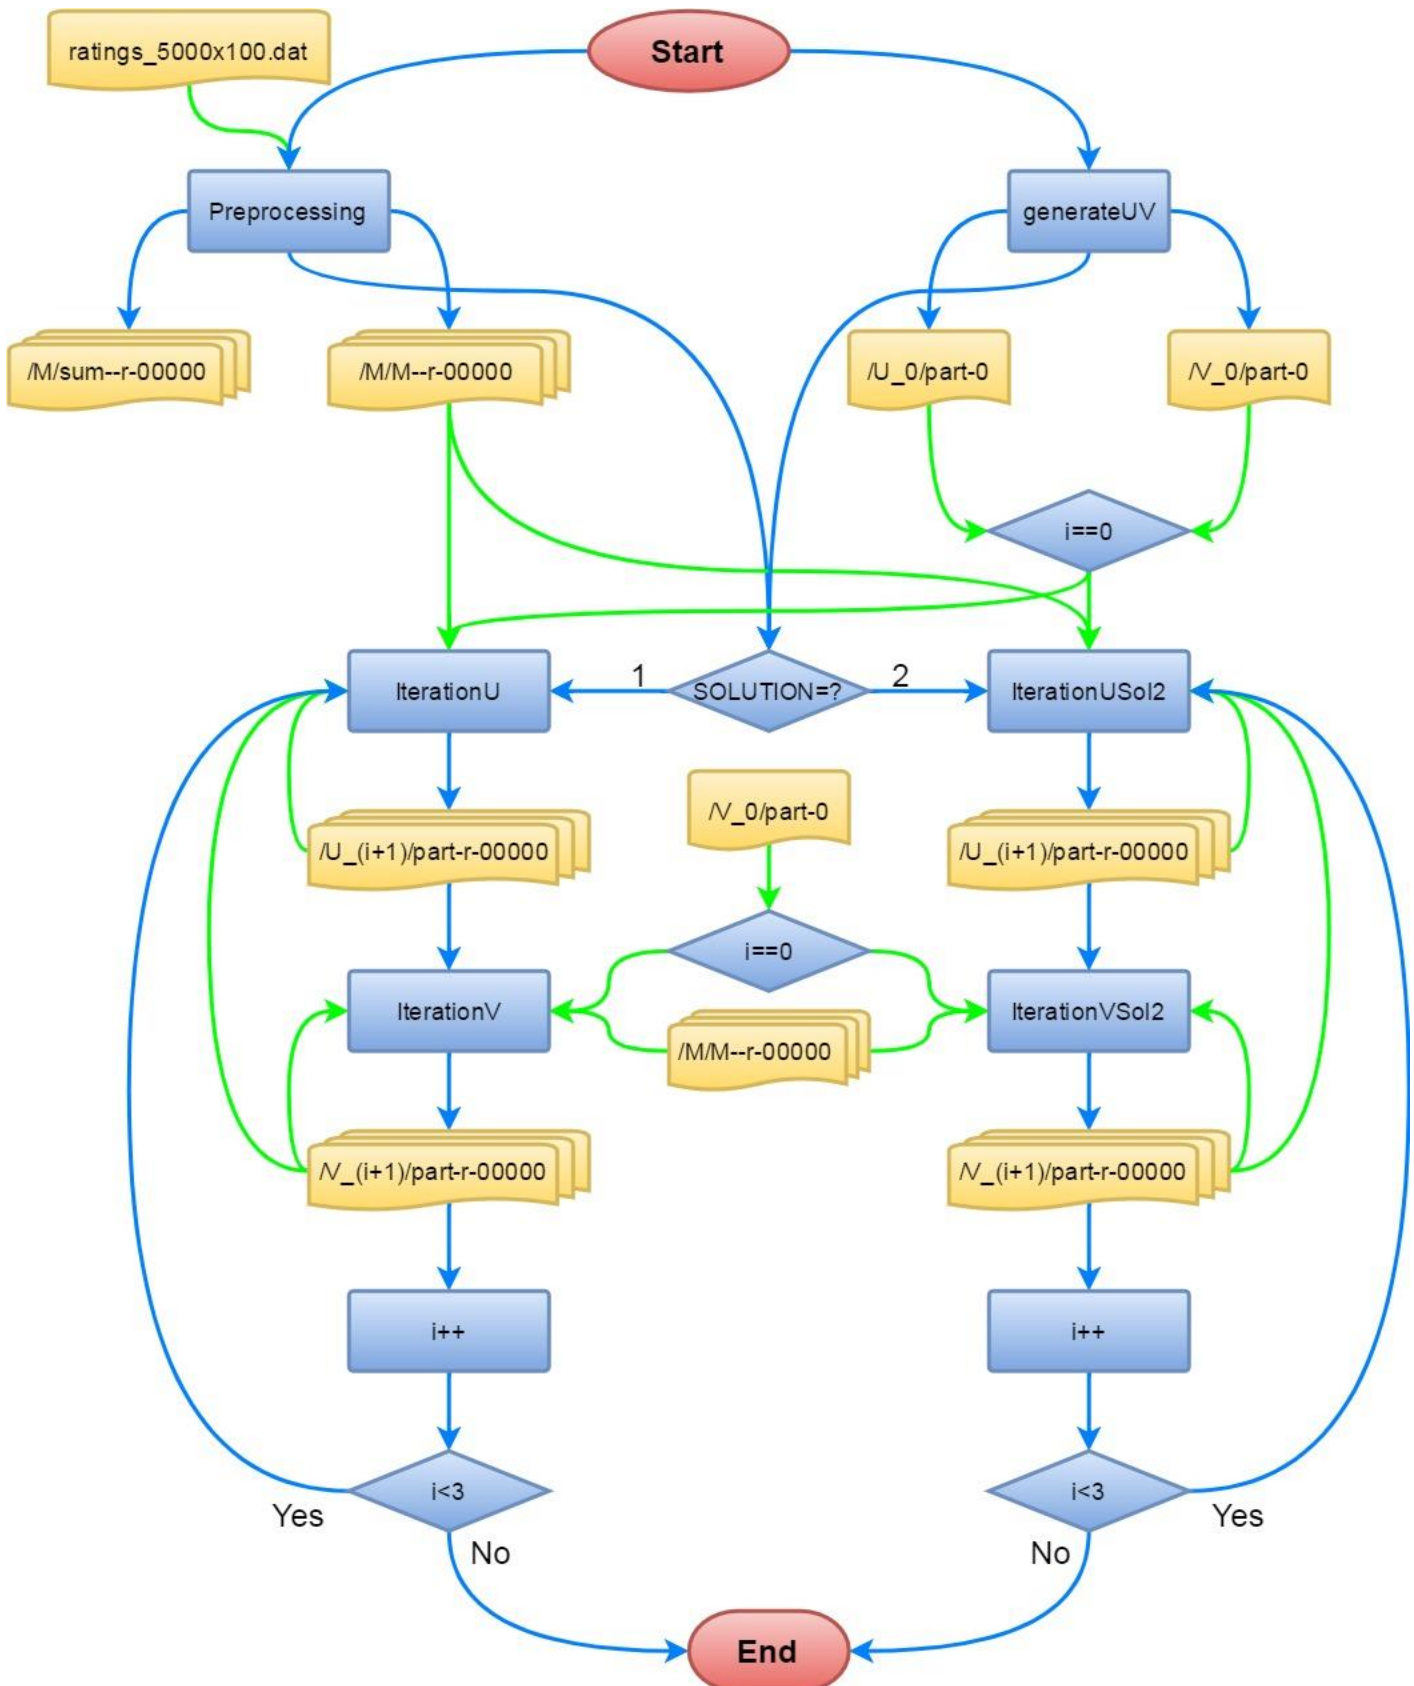 ratings_5000x100.dat
Start
Preprocessing
generateUV
/M/sum--r-00000
/M/M--r-00000
/U_0/part-0
/V_0/part-0
i==0
IterationU
1
SOLUTION=?
2
IterationUSol2
/V_0/part-0
/U_(i+1)/part-r-00000
/U_(i+1)/part-r-00000
i==0
IterationV
IterationVSol2
/M/M--r-00000
/V_(i+1)/part-r-00000
/V_(i+1)/part-r-00000
i++
i++
i<3
i<3
Yes
Yes
No
No
End